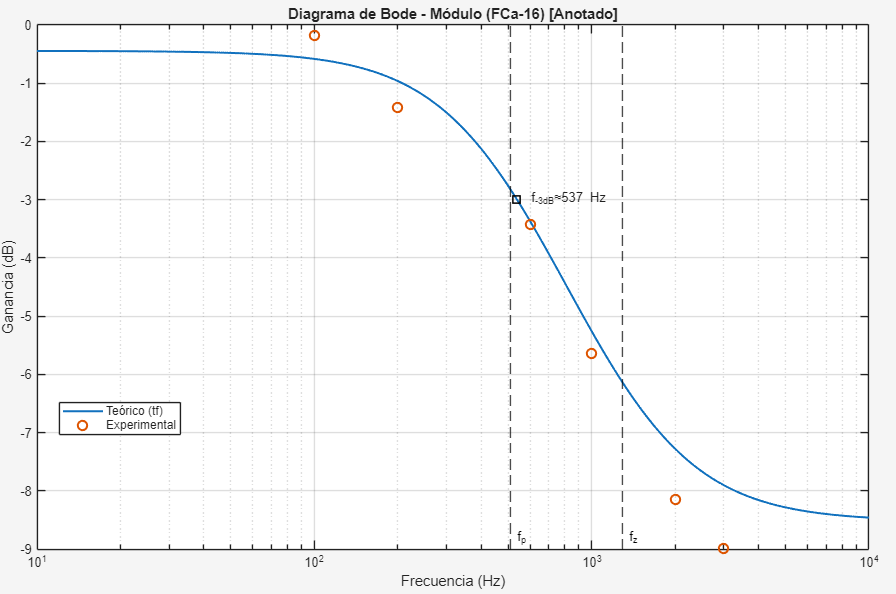 Diagrama de Bode - Módulo (FCa-16) [Anotado]
0
-1
-2
-3
-4
-5
-6
-7
-8
-9
Ganancia (dB)
f-3dB≈537 Hz
Teórico (tf)
Experimental
fp
fz
10^1
10^2
10^3
10^4
Frecuencia (Hz)